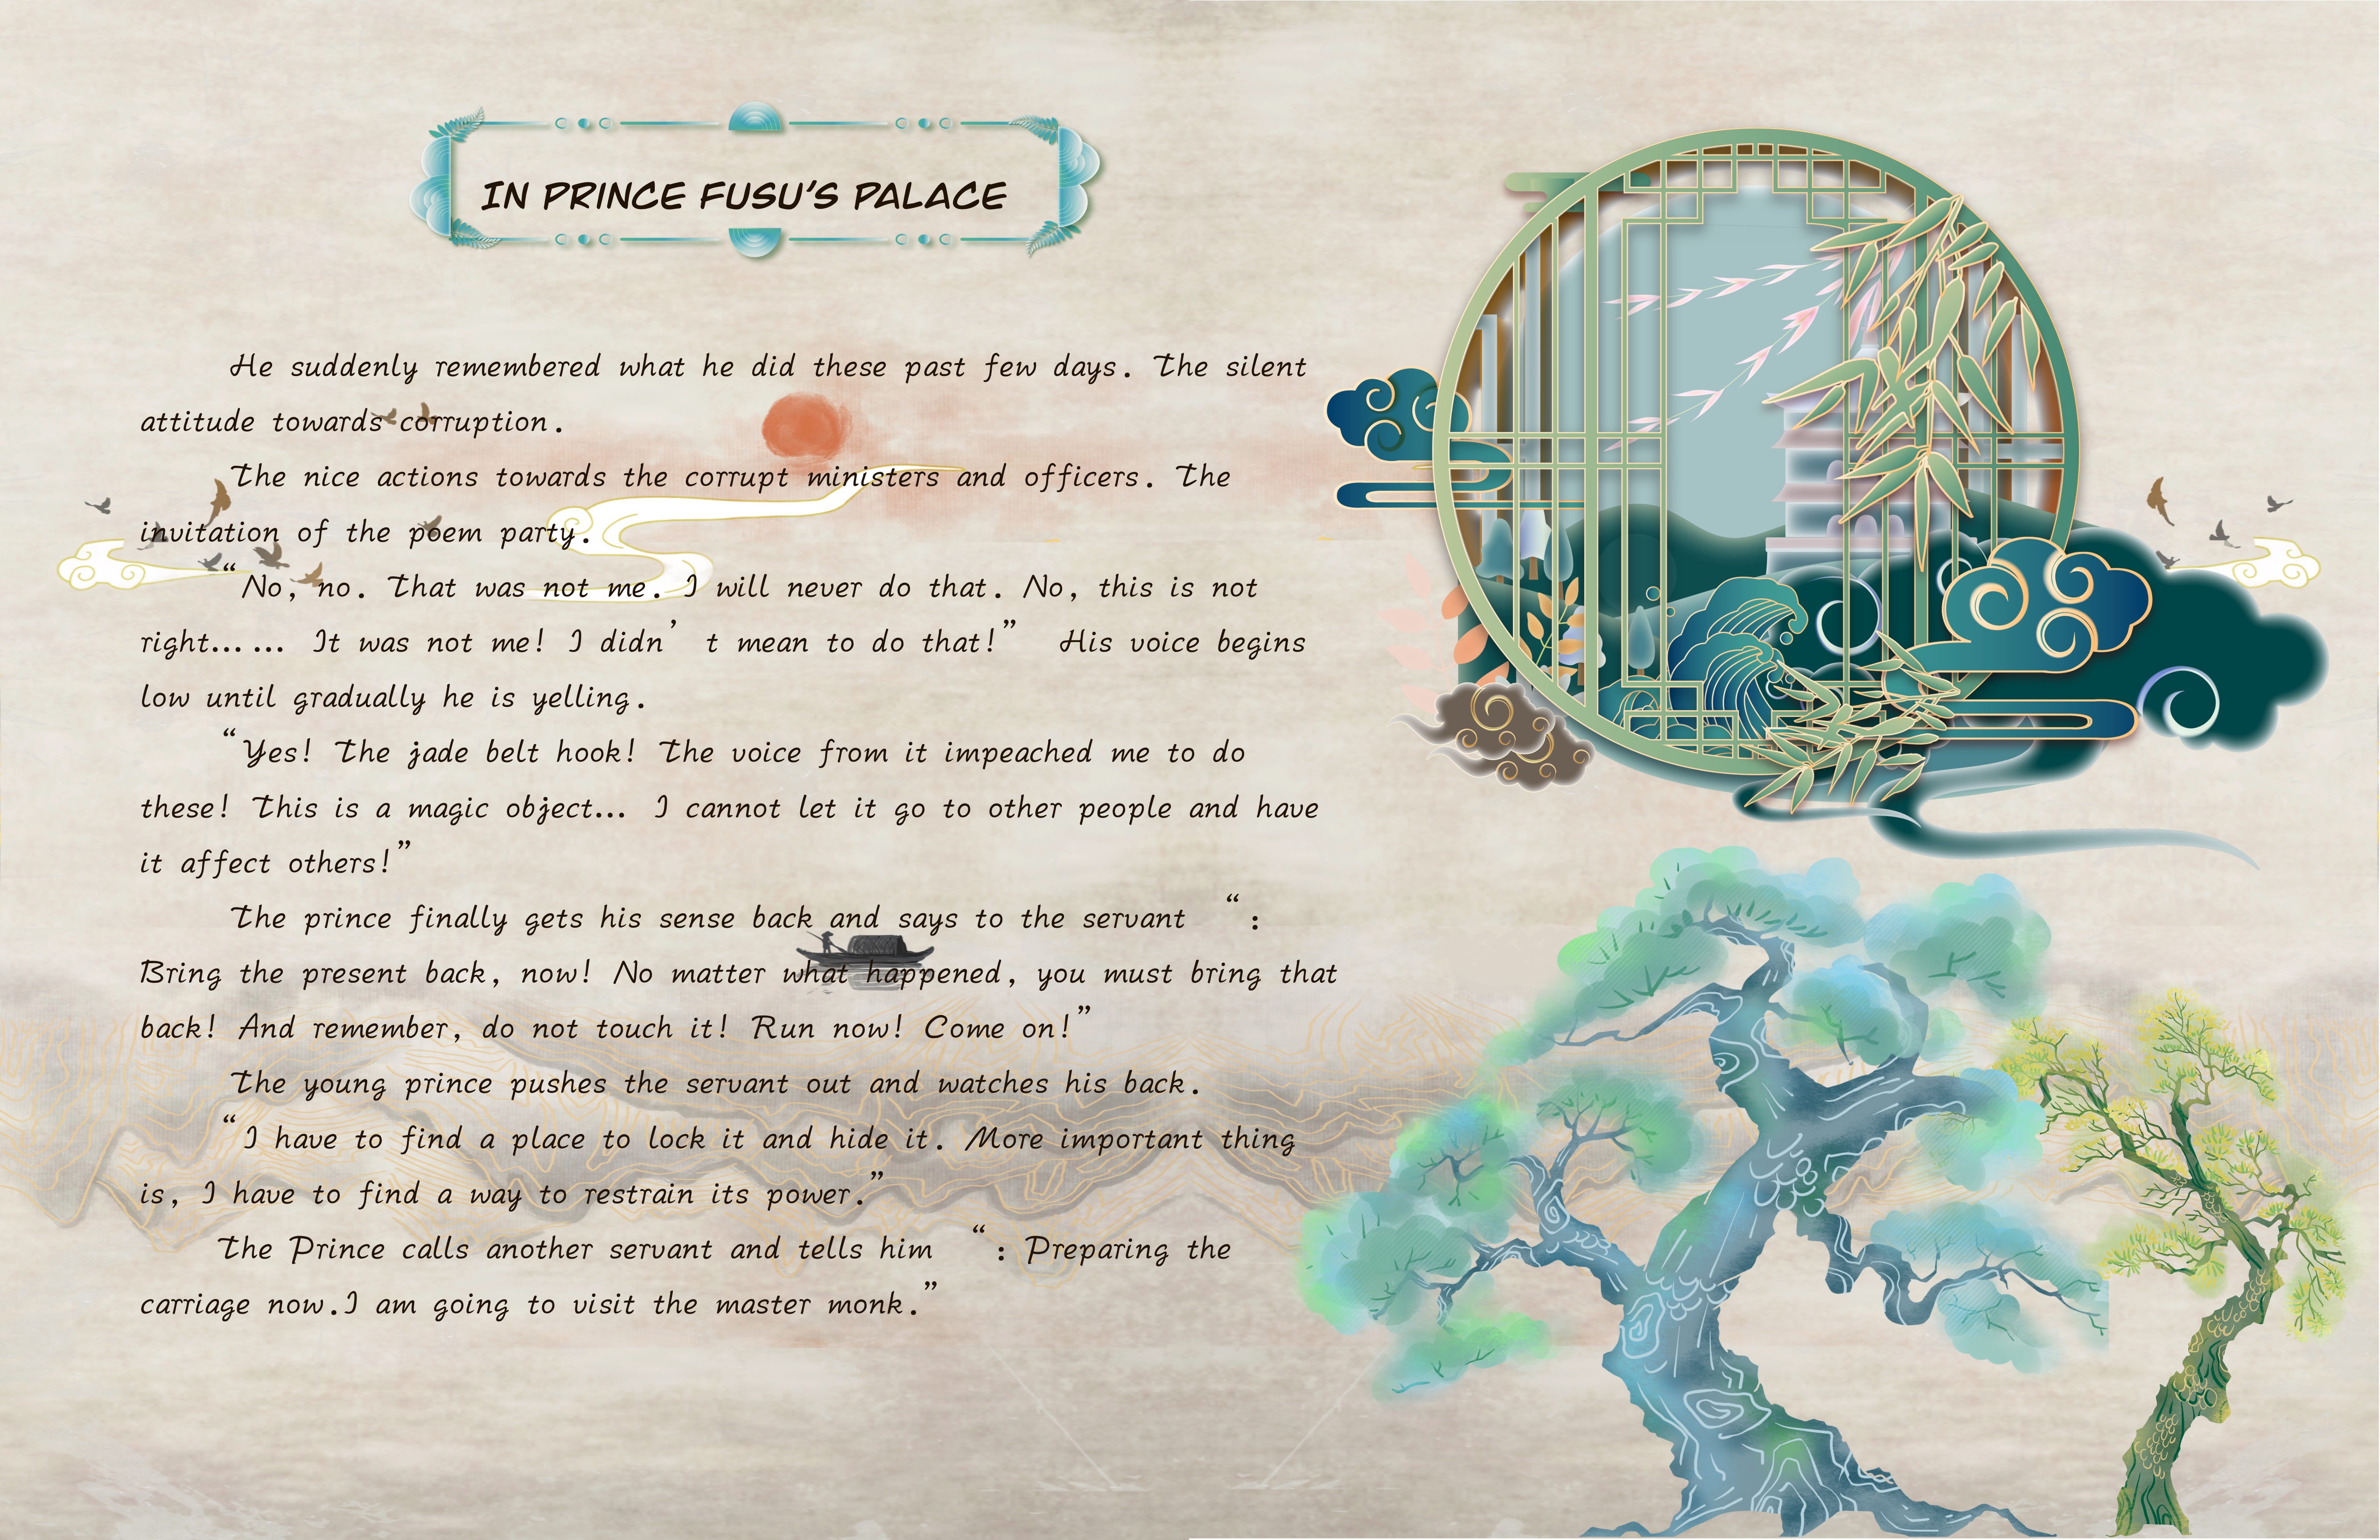 IN PRINCE FUSU'S PALACE
He suddenly remembered what he did these past few days. The silent
attitude towards corruption.
The nice actions towards the corrupt ministers and officers. The
invitation of the poem party.
“No, no. That was not me. I will never do that. No, this is not
right...... It was not me! I didn’ t mean to do that!” His voice begins
low until gradually he is yelling.
“Yes! The jade belt hook! The voice from it impeached me to do
these! This is a magic object... I cannot let it go to other people and have
it affect others!”
The prince finally gets his sense back and says to the servant “:
Bring the present back, now! No matter what happened, you must bring that
back! And remember, do not touch it! Run now! Come on!”
The young prince pushes the servant out and watches his back.
“I have to find a place to lock it and hide it. More important thing
is, I have to find a way to restrain its power.”
The Prince calls another servant and tells him “: Preparing the
carriage now.I am going to visit the master monk.”